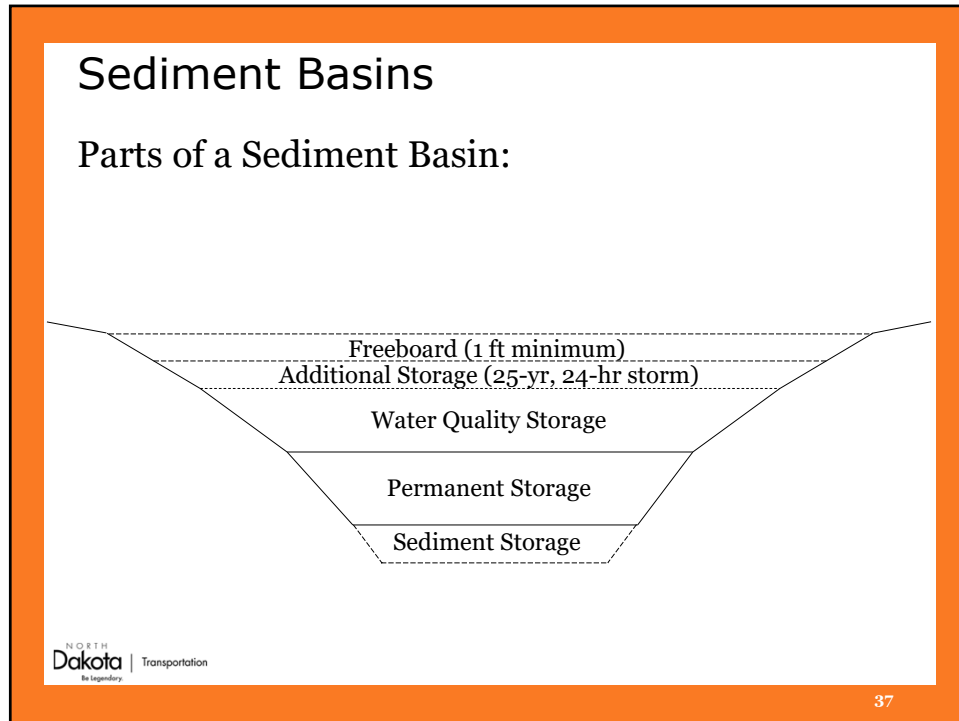 Sediment Basins
Parts of a Sediment Basin:
Freeboard (1 ft minimum)
Additional Storage (25-yr, 24-hr storm)
Water Quality Storage
Permanent Storage
Sediment Storage
NORTH
Dakota | Transportation
Be Legendary.
37